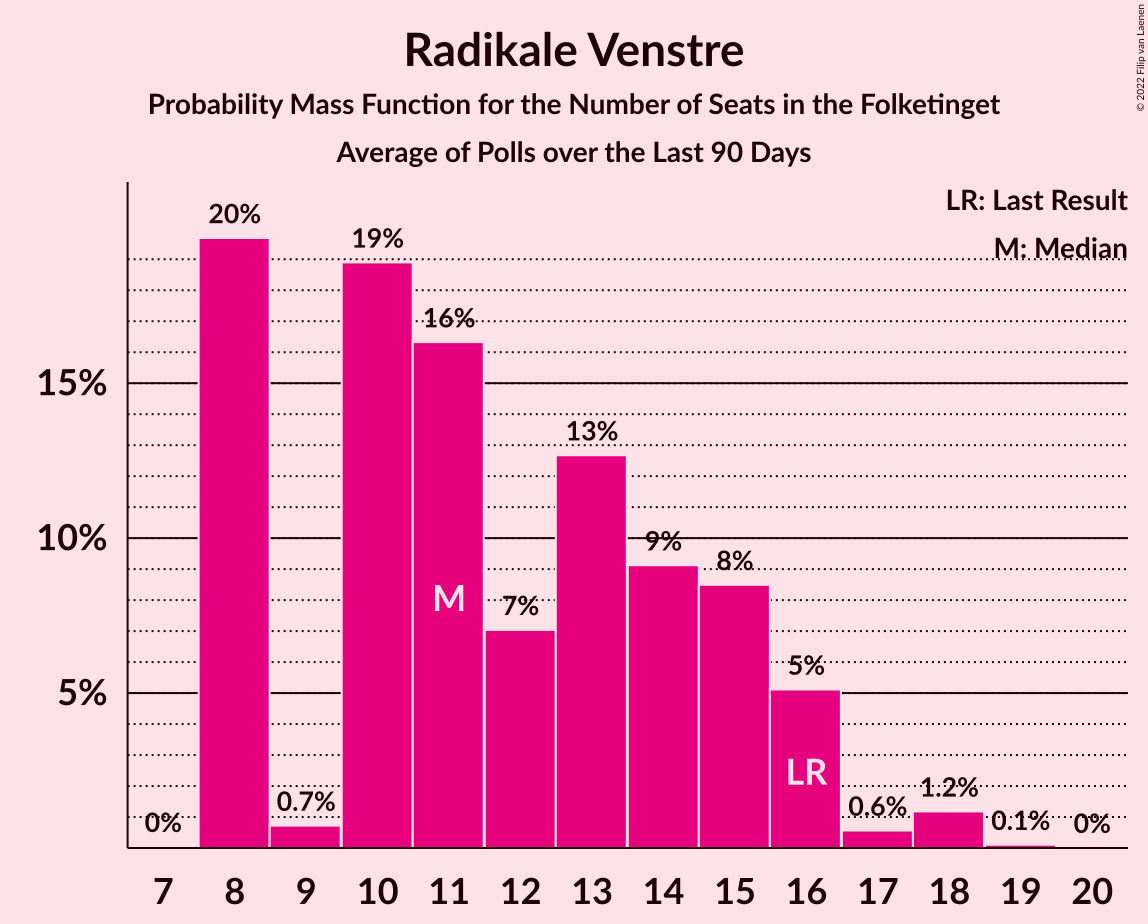 Radikale Venstre
Probability Mass Function for the Number of Seats in the Folketinget
Average of Polls over the Last 90 Days
© 2022 Filip van Laenen
LR: Last Result
M: Median
20%
19%
16%
15%
13%
10%
9%
8%
M
7%
5%
5%
LR
0%
0.7%
0.6%
1.2%
0.1%
0%
7 8 9 10 11 12 13 14 15 16 17 18 19 20